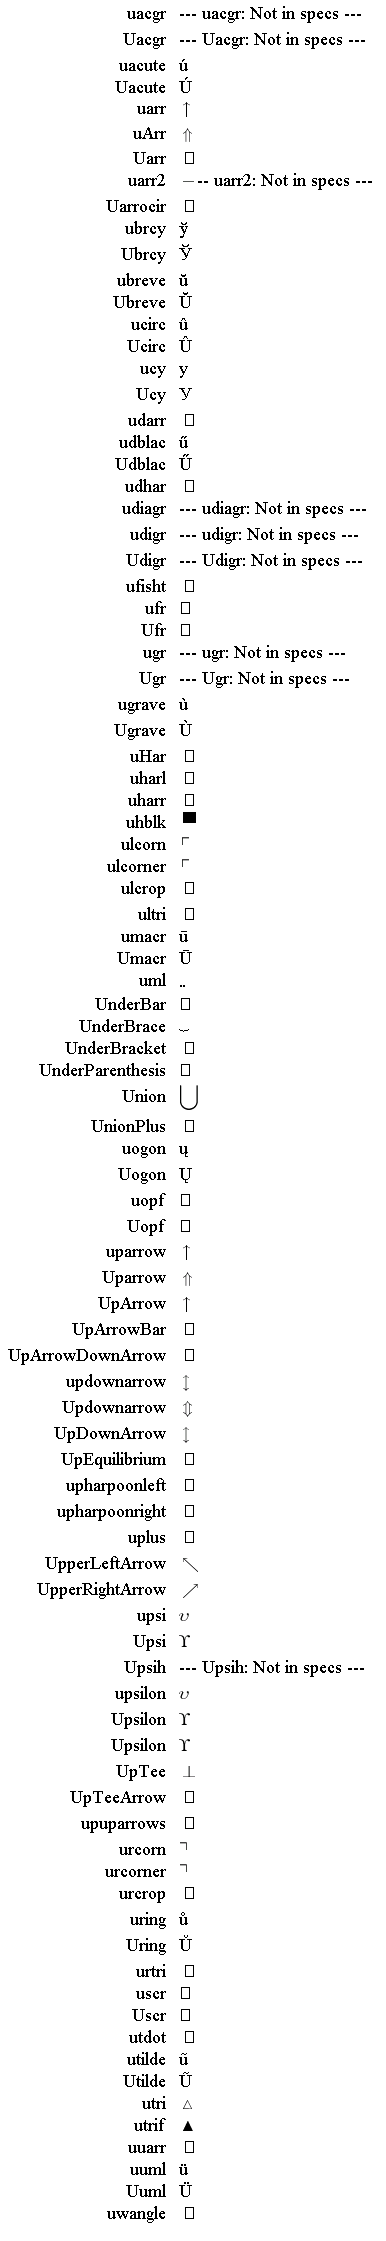 uacgr --- uacgr: Not in specs ---
Uacgr --- Uacgr: Not in specs ---
uacute ú
Uacute Ú
uarr ↑
uArr ⇑
Uarr □
uarr2 --- uarr2: Not in specs ---
Uarrocir □
ubrcy ў
Ubrcy Ў
ubreve ŭ
Ubreve Ŭ
ucirc û
Ucirc Û
ucy у
Ucy У
udarr □
udblac ű
Udblac Ű
udhar □
udiagr --- udiagr: Not in specs ---
udigr --- udigr: Not in specs ---
Udigr --- Udigr: Not in specs ---
ufisht □
ufr □
Ufr □
ugr --- ugr: Not in specs ---
Ugr --- Ugr: Not in specs ---
ugrave ù
Ugrave Ù
uHar □
uharl □
uharr □
uhblk ▀
ulcorn ⌜
ulcorner ⌜
ulcrop □
ultri □
umacr ū
Umacr Ū
uml ¨
UnderBar □
UnderBrace ⏟
UnderBracket □
UnderParenthesis □
Union ⋃
UnionPlus □
uogon ų
Uogon Ų
uopf □
Uopf □
uparrow ↑
Uparrow ⇑
UpArrow ↑
UpArrowBar □
UpArrowDownArrow □
updownarrow ↕
Updownarrow ⇕
UpDownArrow ↕
UpEquilibrium □
upharpoonleft □
upharpoonright □
uplus □
UpperLeftArrow ↖
UpperRightArrow ↗
upsi υ
Upsi ϒ
Upsih --- Upsih: Not in specs ---
upsilon υ
Upsilon ϒ
Upsilon ϒ
UpTee ⊥
UpTeeArrow □
upuparrows □
urcorn ⌝
urcorner ⌝
urcrop □
uring ů
Uring Ů
urtri □
uscr □
Uscr □
utdot □
utilde ũ
Utilde Ũ
utri △
utrif ▲
uuarr □
uuml ü
Uuml Ü
uwangle □